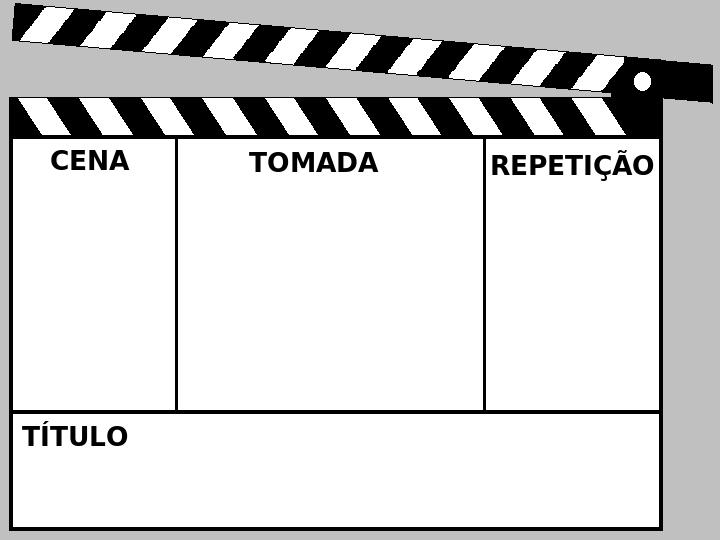 CENA
TOMADA
REPETIÇÃO
TÍTULO